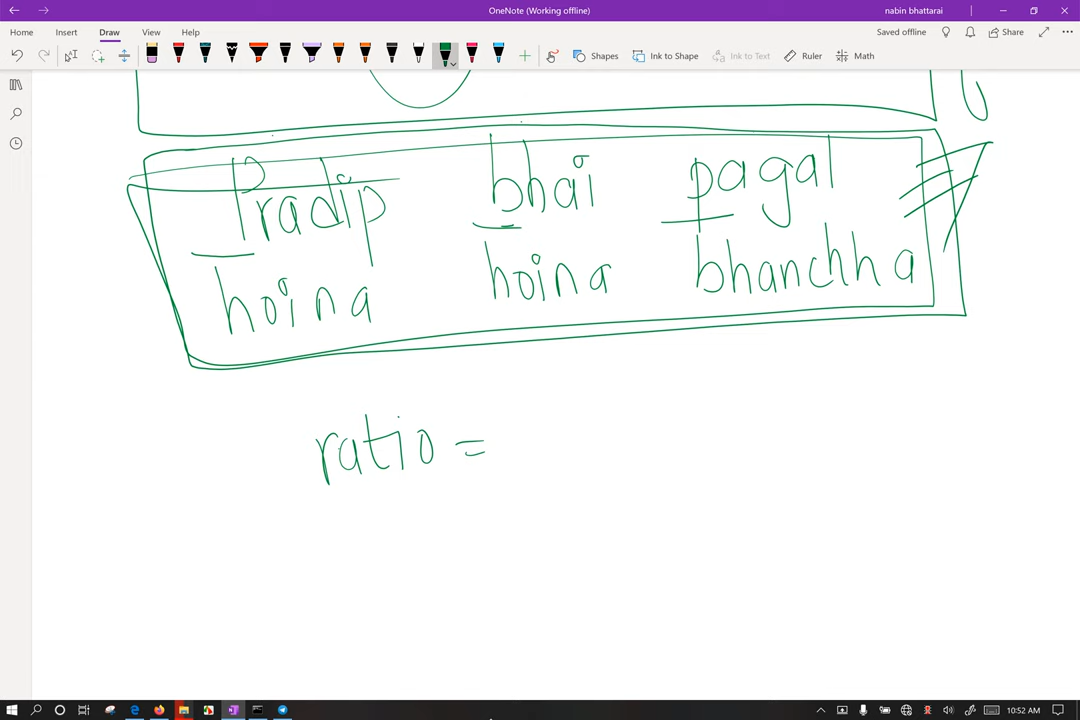 OneNote (Working offline)
nabin bhattarai
Home Insert Draw View Help
Saved offline
Share
Shapes
Ink to Shape
Ink to Text
Ruler
Math
Pradip bhai pagal
hoina hoina bhanchha
ratio =
10:52 AM